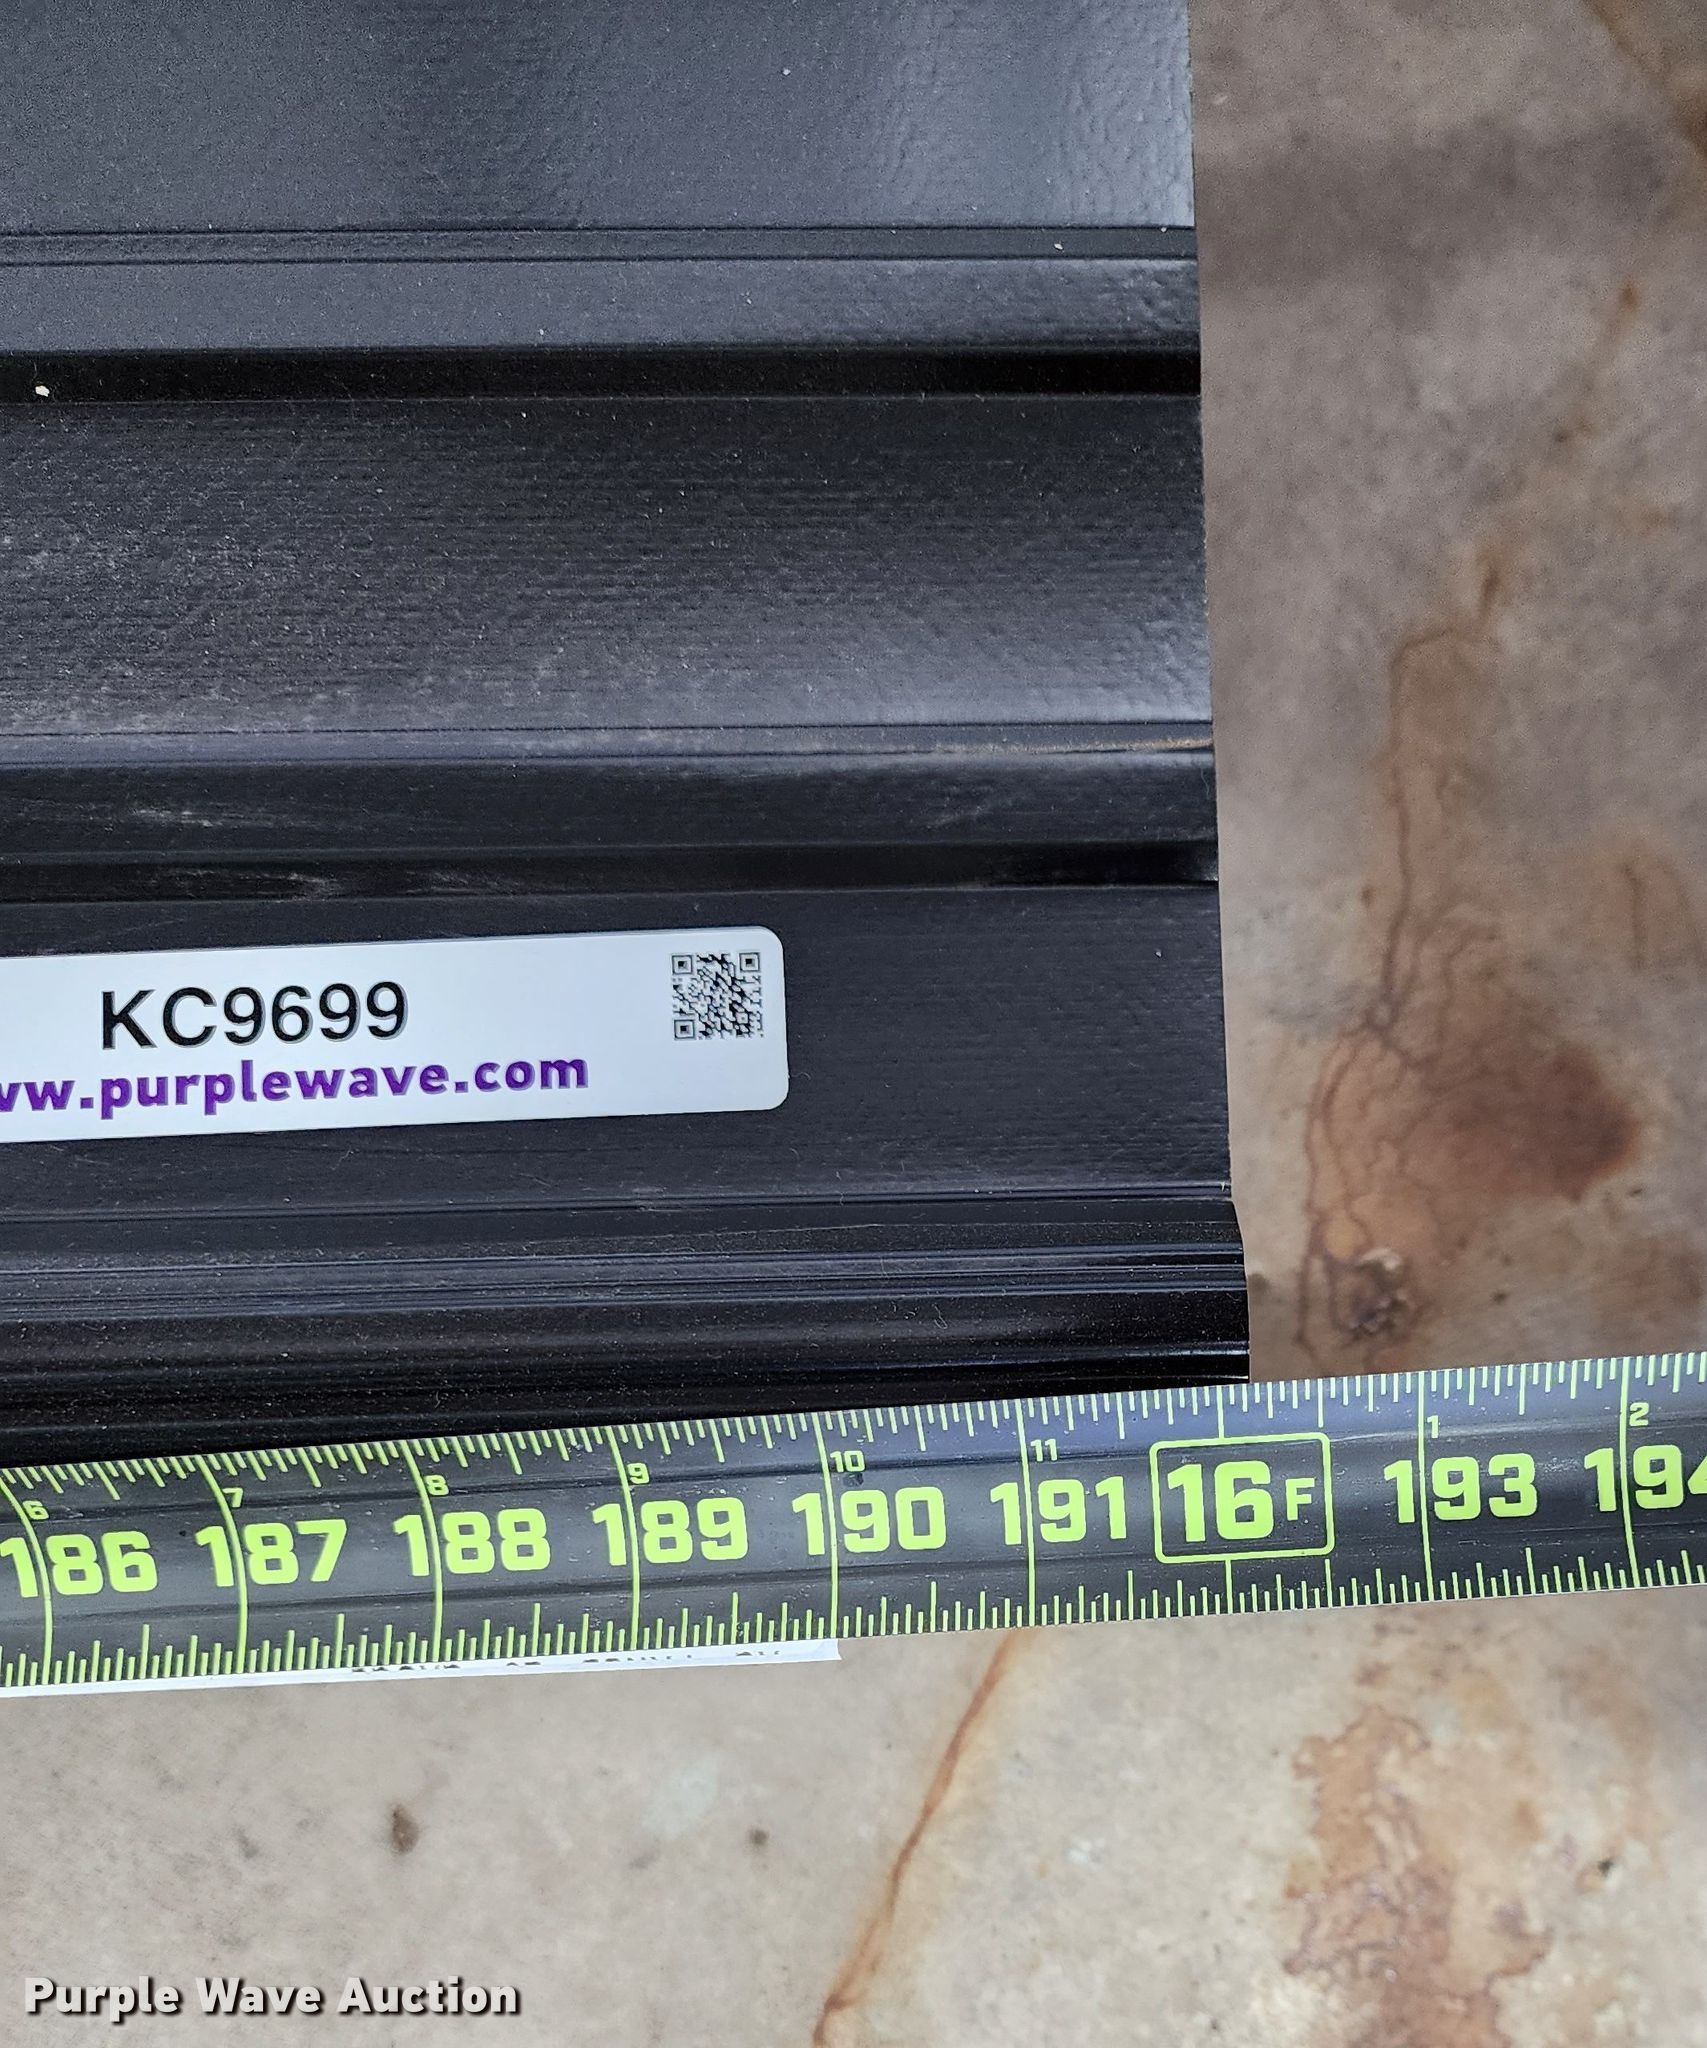 KC9699
www.purplewave.com
6 7 8 9 10 11 1 2
186 187 188 189 190 191 16F 193 194
Purple Wave Auction